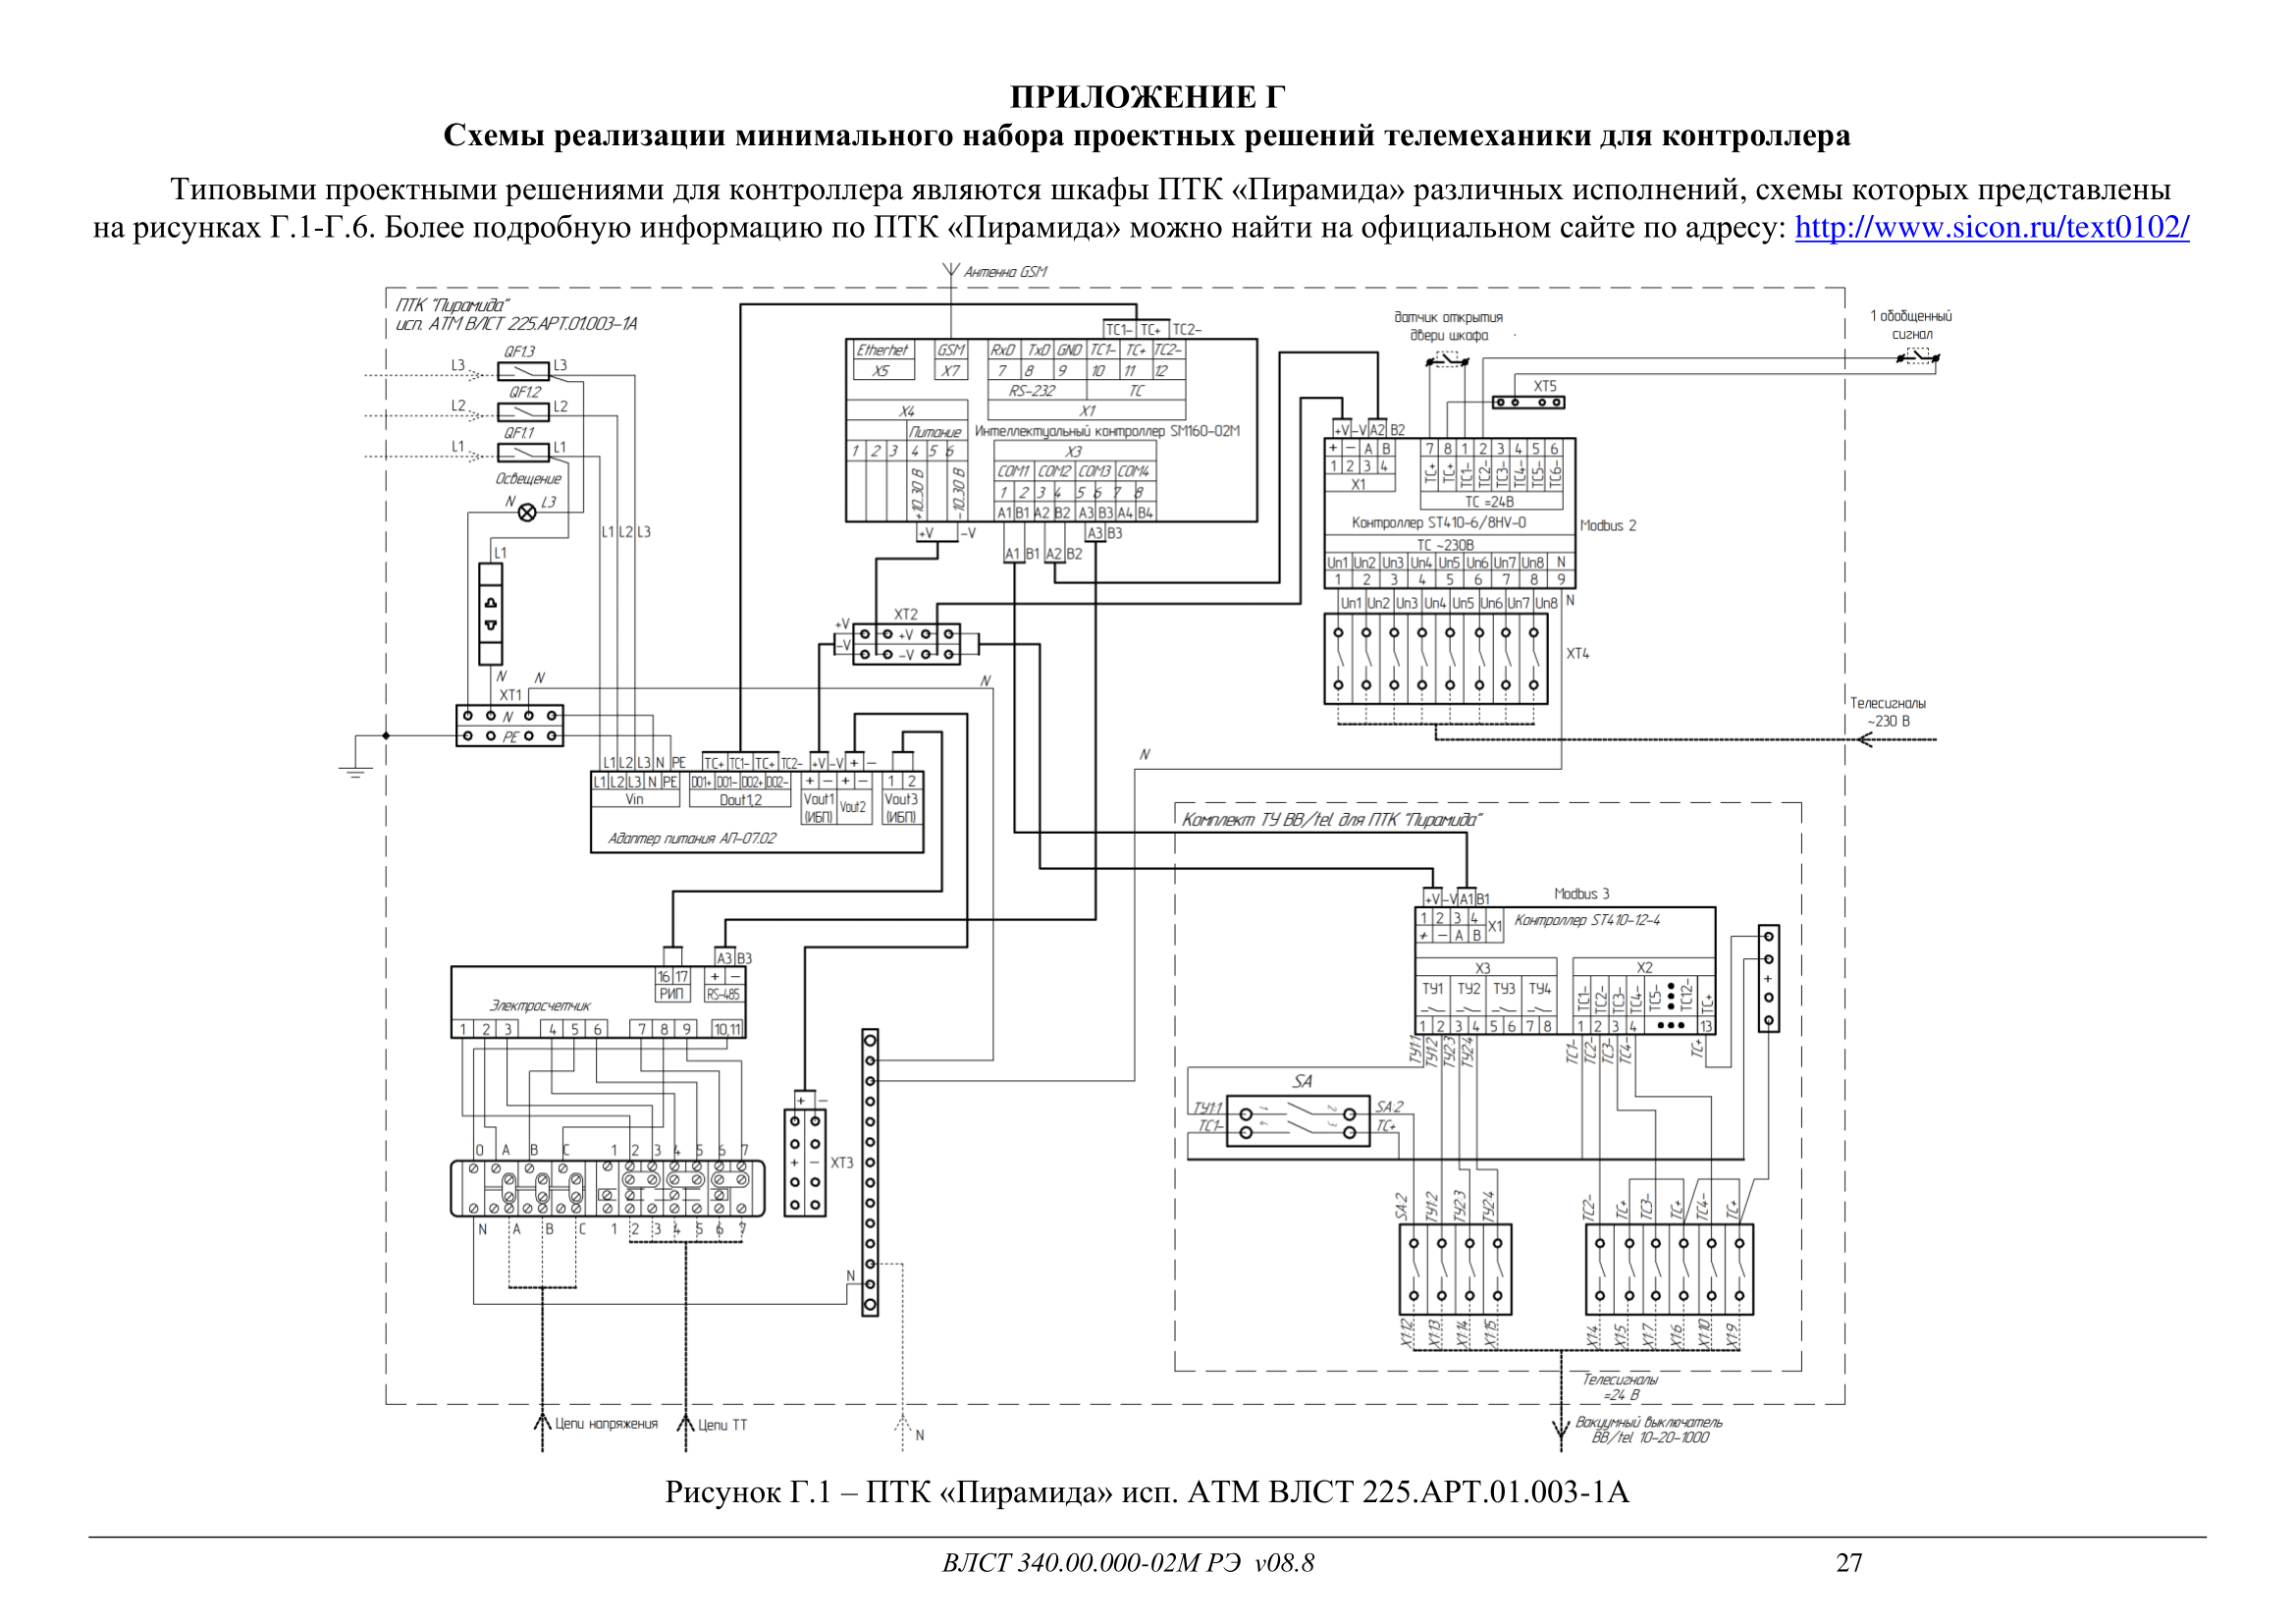 ПРИЛОЖЕНИЕ Г
Схемы реализации минимального набора проектных решений телемеханики для контроллера
Типовыми проектными решениями для контроллера являются шкафы ПТК «Пирамида» различных исполнений, схемы которых представлены
на рисунках Г.1-Г.6. Более подробную информацию по ПТК «Пирамида» можно найти на официальном сайте по адресу: http://www.sicon.ru/text0102/
Антенна GSM
ПТК "Пирамида"
исп. АТМ ВЛСТ 225.АРТ.01.003-1А
QF1.3
L3 L3
QF1.2
L2 L2
QF1.1
L1 L1
Освещение
N L3
L1 L2 L3
L1
N N
XT1
N
PE
TC1- TC+ TC2-
Etherhet GSM RxD TxD GND TC1- TC+ TC2-
X5 X7 7 8 9 10 11 12
RS-232 TC
X4 X1
Питание Интеллектуальный контроллер SM160-02M
1 2 3 4 5 6 X3
COM1 COM2 COM3 COM4
+10..30 В -10..30 В
1 2 3 4 5 6 7 8
A1 B1 A2 B2 A3 B3 A4 B4
+V -V A3 B3
A1 B1 A2 B2
датчик открытия
двери шкафа
1 обобщенный
сигнал
XT5
+V -V A2 B2
+ - A B 7 8 1 2 3 4 5 6
1 2 3 4 TC+ TC+ TC1- TC2- TC3- TC4- TC5- TC6-
X1
TC =24В
Контроллер ST410-6/8HV-0
Modbus 2
TC ~230В
Un1 Un2 Un3 Un4 Un5 Un6 Un7 Un8 N
1 2 3 4 5 6 7 8 9
Un1 Un2 Un3 Un4 Un5 Un6 Un7 Un8 N
XT4
Телесигналы
~230 В
XT2
+V +V
-V -V
N
N
L1 L2 L3 N PE TC+ TC1- TC+ TC2- +V -V + -
L1 L2 L3 N PE DO1+ DO1- DO2+ DO2- + - + - 1 2
Vin Dout1,2 Vout1 (ИБП) Vout2 Vout3 (ИБП)
Адаптер питания АП-07.02
Комплект ТУ BB/tel для ПТК "Пирамида"
+V -V A1 B1
Modbus 3
1 2 3 4 X1 Контроллер ST410-12-4
+ - A B
X3 X2
ТУ1 ТУ2 ТУ3 ТУ4 TC1- TC2- TC3- TC4- TC5- TC12- TC+
1 2 3 4 5 6 7 8 1 2 3 4 13
+
ТУ1.1 ТУ1.2 ТУ2.3 ТУ2.4 TC1- TC2- TC3- TC4- TC+
SA
ТУ1.1 1 2 SA:2
TC1- 4 3 TC+
SA:2 ТУ1.2 ТУ2.3 ТУ2.4 TC2- TC+ TC3- TC+ TC4- TC+
X1:12 X1:13 X1:14 X1:15 X1:4 X1:5 X1:7 X1:6 X1:10 X1:9
Телесигналы
=24 В
Вакуумный выключатель
BB/tel 10-20-1000
A3 B3
16 17 + -
РИП RS-485
Электросчетчик
1 2 3 4 5 6 7 8 9 10,11
+ -
+ -
XT3
0 A B C 1 2 3 4 5 6 7
N A B C 1 2 3 4 5 6 7
N
Цепи напряжения
Цепи ТТ
N
Рисунок Г.1 – ПТК «Пирамида» исп. АТМ ВЛСТ 225.АРТ.01.003-1А
ВЛСТ 340.00.000-02М РЭ v08.8
27